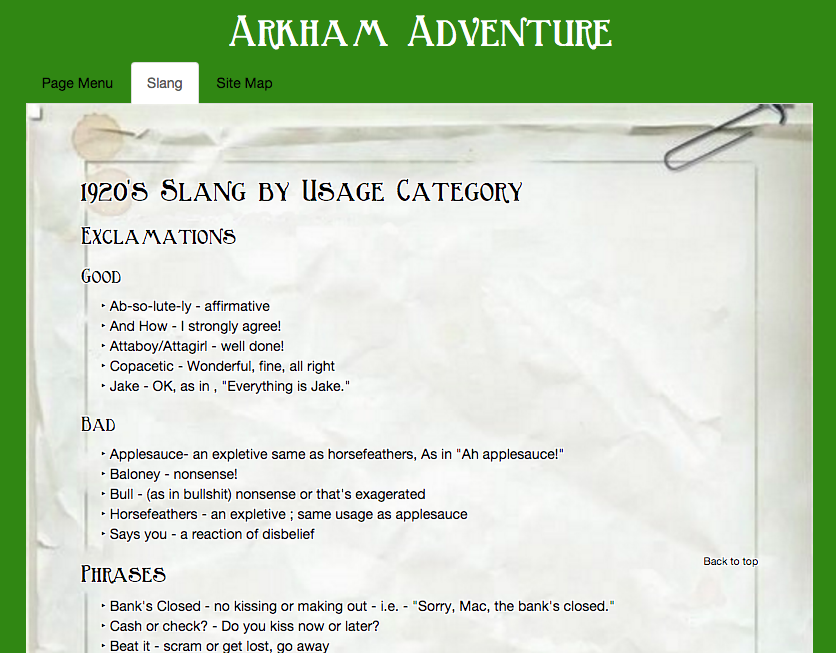 Arkham Adventure
Page Menu Slang Site Map
1920's Slang by Usage Category
Exclamations
Good
‣ Ab-so-lute-ly - affirmative
‣ And How - I strongly agree!
‣ Attaboy/Attagirl - well done!
‣ Copacetic - Wonderful, fine, all right
‣ Jake - OK, as in , "Everything is Jake."
Bad
‣ Applesauce- an expletive same as horsefeathers, As in "Ah applesauce!"
‣ Baloney - nonsense!
‣ Bull - (as in bullshit) nonsense or that's exagerated
‣ Horsefeathers - an expletive ; same usage as applesauce
‣ Says you - a reaction of disbelief
Back to top
Phrases
‣ Bank's Closed - no kissing or making out - i.e. - "Sorry, Mac, the bank's closed."
‣ Cash or check? - Do you kiss now or later?
‣ Beat it - scram or get lost, go away